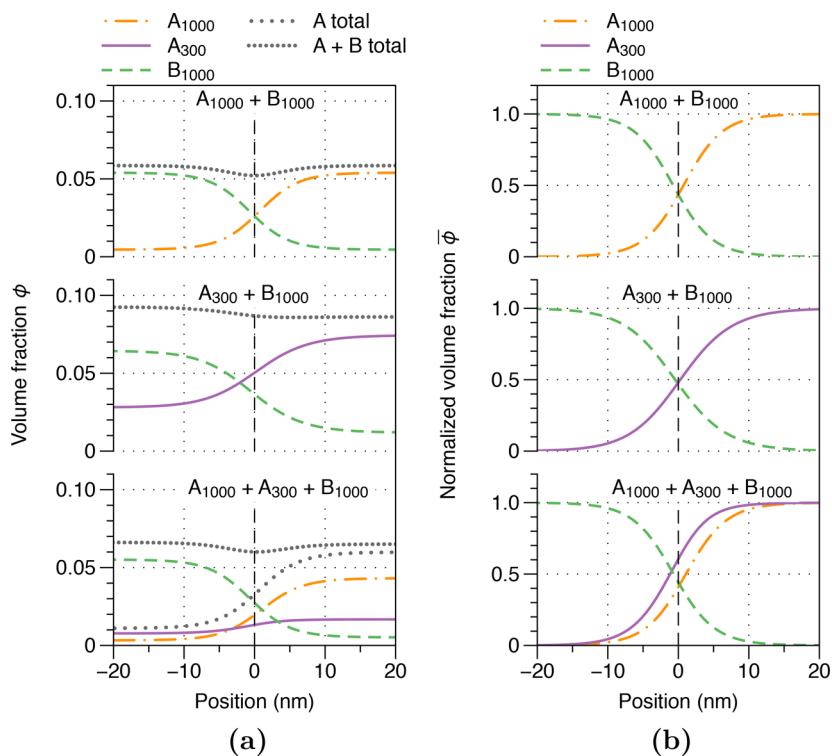 A1000
A total
A300
A + B total
B1000
A1000 + B1000
0.10
0.05
0
A300 + B1000
0.10
0.05
0
A1000 + A300 + B1000
0.10
0.05
0
Volume fraction ϕ
−20 −10 0 10 20
Position (nm)
(a)
A1000
A300
B1000
A1000 + B1000
1.0
0.5
0
A300 + B1000
1.0
0.5
0
A1000 + A300 + B1000
1.0
0.5
0
Normalized volume fraction ϕ̅
−20 −10 0 10 20
Position (nm)
(b)